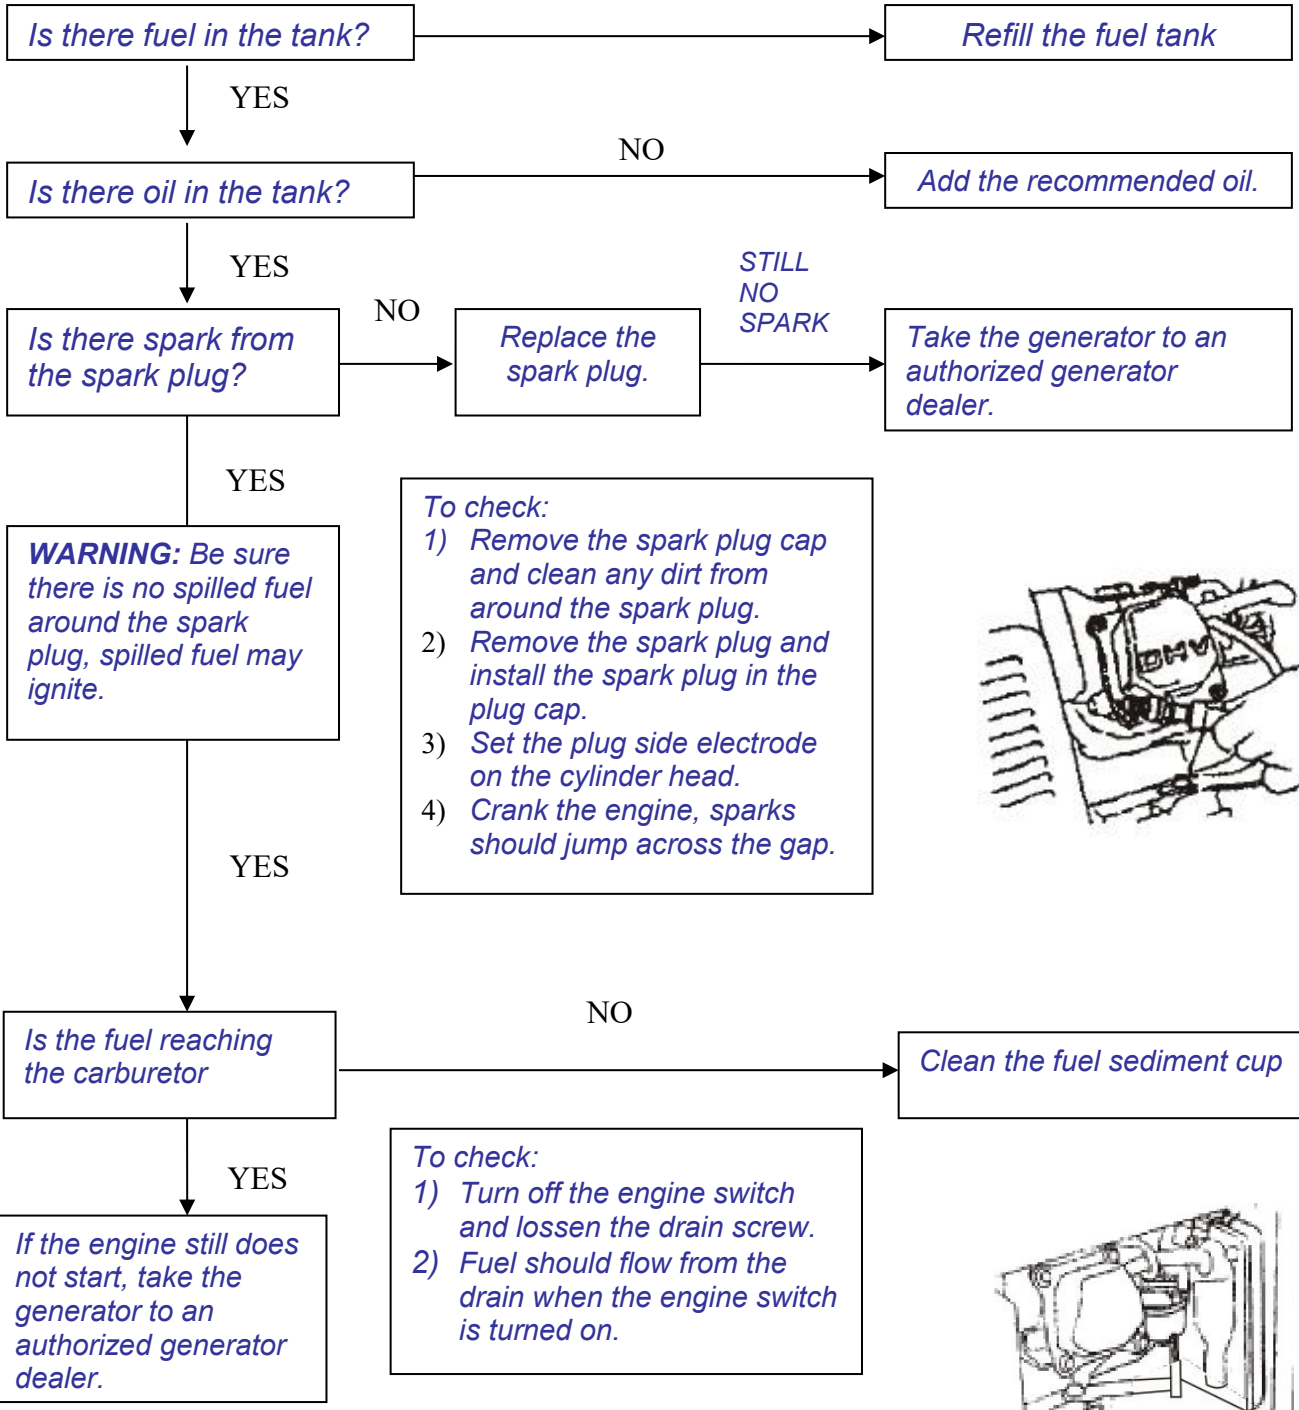 Is there fuel in the tank?
Refill the fuel tank
YES
NO
Is there oil in the tank?
Add the recommended oil.
YES
STILL
NO
SPARK
NO
Is there spark from
the spark plug?
Replace the
spark plug.
Take the generator to an
authorized generator
dealer.
YES
WARNING: Be sure
there is no spilled fuel
around the spark
plug, spilled fuel may
ignite.
To check:
1) Remove the spark plug cap
and clean any dirt from
around the spark plug.
2) Remove the spark plug and
install the spark plug in the
plug cap.
3) Set the plug side electrode
on the cylinder head.
4) Crank the engine, sparks
should jump across the gap.
OHV
YES
NO
Is the fuel reaching
the carburetor
Clean the fuel sediment cup
YES
To check:
1) Turn off the engine switch
and lossen the drain screw.
2) Fuel should flow from the
drain when the engine switch
is turned on.
If the engine still does
not start, take the
generator to an
authorized generator
dealer.